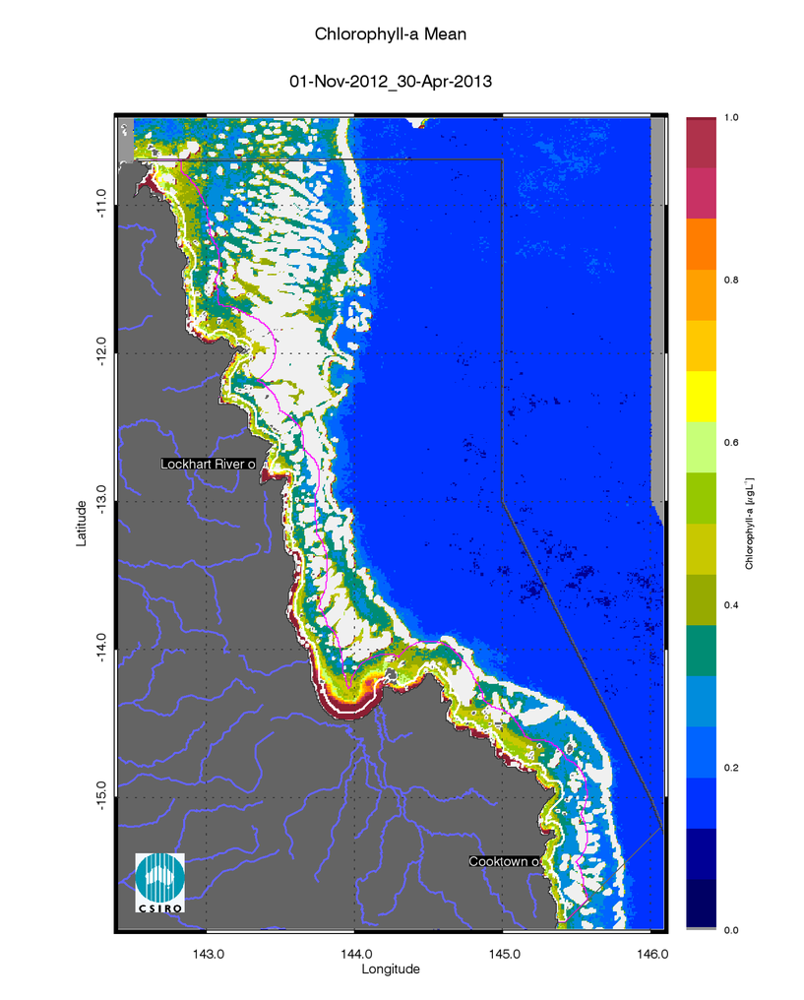 Chlorophyll-a Mean
01-Nov-2012_30-Apr-2013
1.0
0.8
0.6
0.4
0.2
0.0
Chlorophyll-a [µgL⁻]
-11.0
-12.0
-13.0
-14.0
-15.0
Latitude
Lockhart River o
Cooktown o
CSIRO
143.0 144.0 145.0 146.0
Longitude